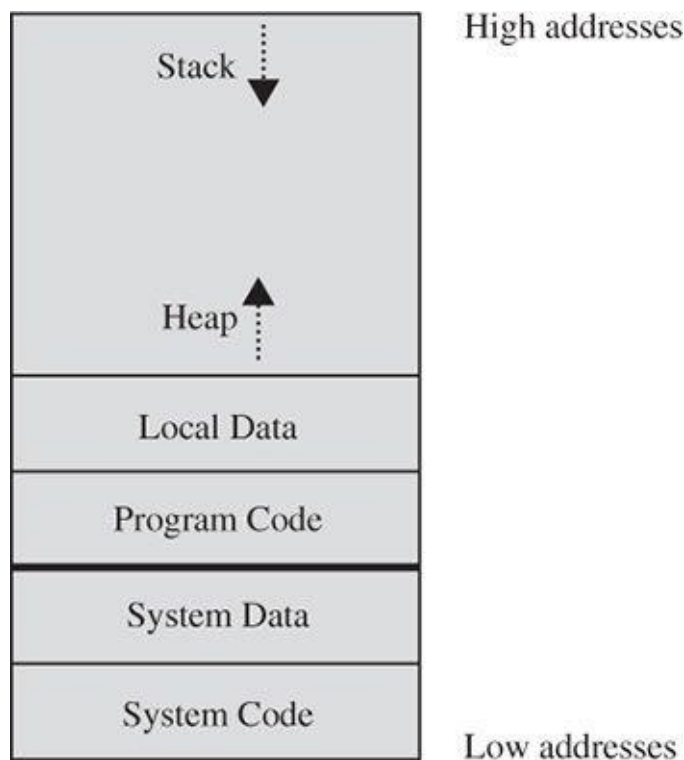 High addresses
Stack
Heap
Local Data
Program Code
System Data
System Code
Low addresses